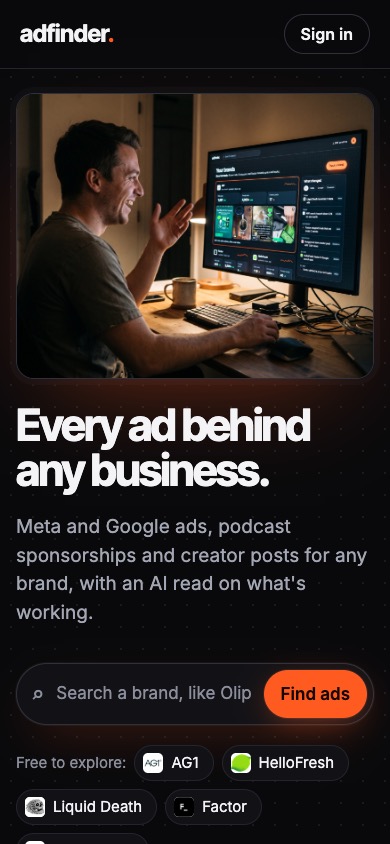 adfinder.
Sign in
Your brands
Every ad behind
any business.
Meta and Google ads, podcast
sponsorships and creator posts for any
brand, with an AI read on what's
working.
Search a brand, like Olip
Find ads
Free to explore:
AG1
HelloFresh
Liquid Death
Factor